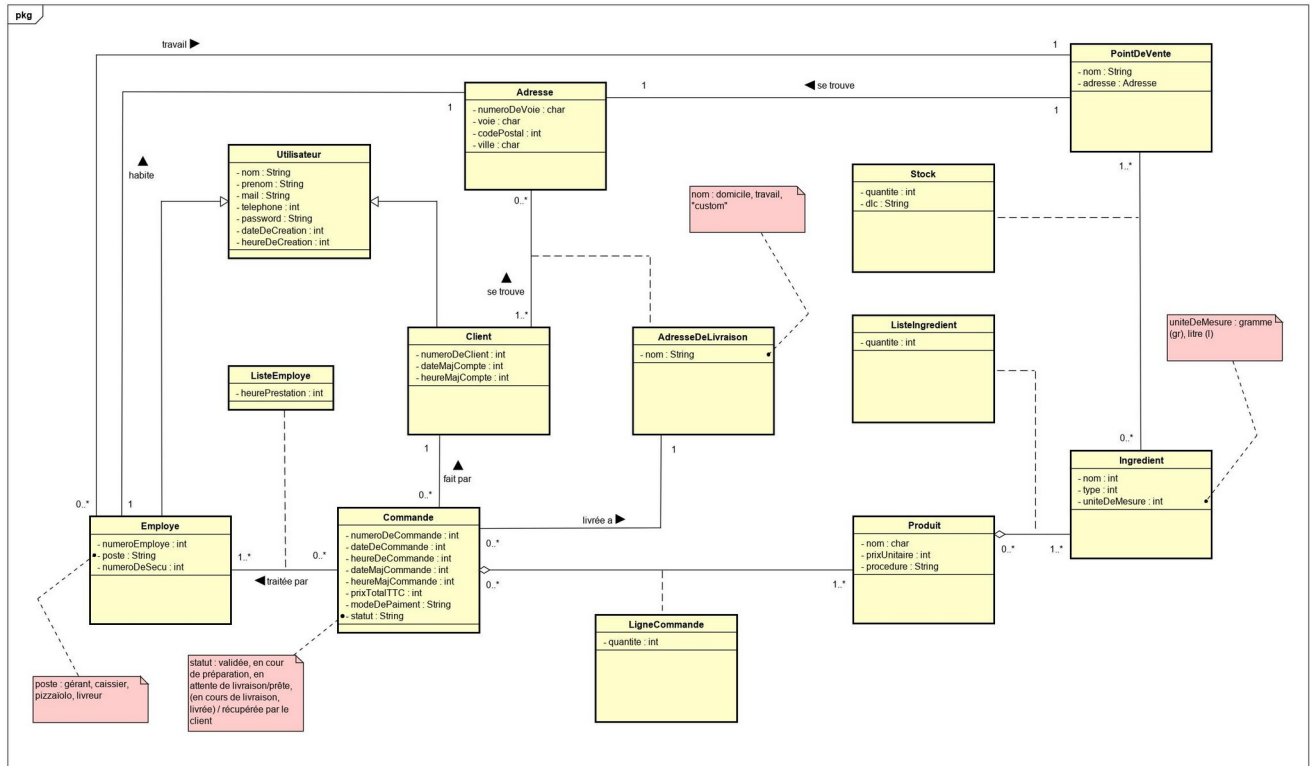 pkg
travail ►
1
PointDeVente
- nom : String
- adresse : Adresse
1
◄ se trouve
1
Adresse
- numeroDeVoie : char
- voie : char
- codePostal : int
- ville : char
1
▲
habite
Utilisateur
- nom : String
- prenom : String
- mail : String
- telephone : int
- password : String
- dateDeCreation : int
- heureDeCreation : int
0..*
1..*
Stock
- quantite : int
- dlc : String
nom : domicile, travail,
"custom"
▲
se trouve
1..*
Client
- numeroDeClient : int
- dateMajCompte : int
- heureMajCompte : int
AdresseDeLivraison
- nom : String
ListeIngredient
- quantite : int
uniteDeMesure : gramme
(gr), litre (l)
ListeEmploye
- heurePrestation : int
1
▲
fait par
0..*
1
0..*
Ingredient
- nom : int
- type : int
- uniteDeMesure : int
0..*
1
Employe
- numeroEmploye : int
- poste : String
- numeroDeSecu : int
1..*
0..*
◄ traitée par
Commande
- numeroDeCommande : int
- dateDeCommande : int
- heureDeCommande : int
- dateMajCommande : int
- heureMajCommande : int
- prixTotalTTC : int
- modeDePaiment : String
- statut : String
livrée a ►
0..*
0..*
1..*
Produit
- nom : char
- prixUnitaire : int
- procedure : String
0..*
1..*
LigneCommande
- quantite : int
poste : gérant, caissier,
pizzaïolo, livreur
statut : validée, en cour
de préparation, en
attente de livraison/prête,
(en cours de livraison,
livrée) / récupérée par le
client